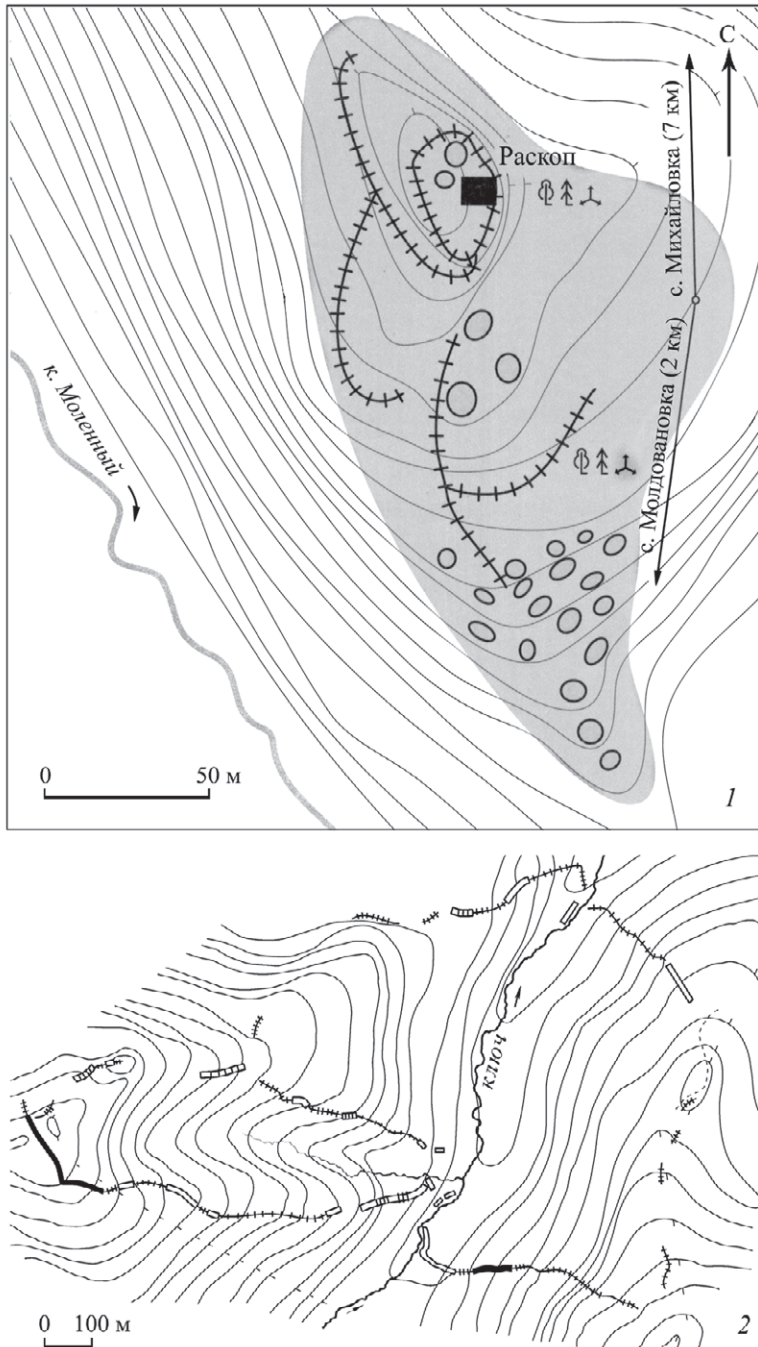 С
Раскоп
с. Михайловка (7 км)
с. Молдовановка (2 км)
к. Моленный
0 50 м
1
ключ
0 100 м
2